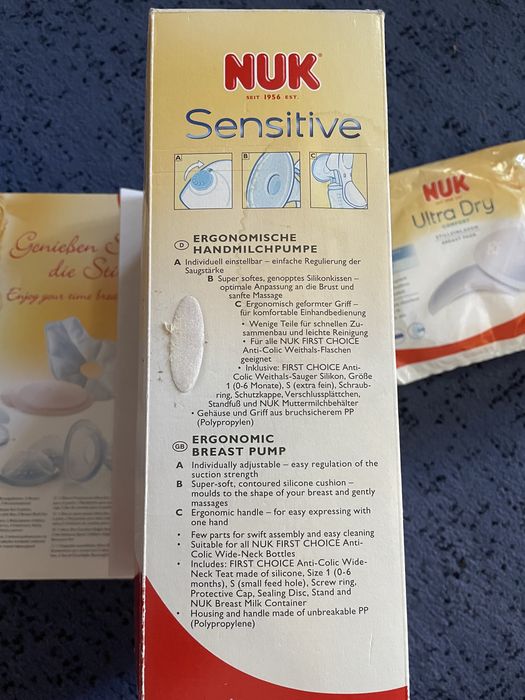 NUK
SEIT 1956 EST.
Sensitive
A
B
C
D ERGONOMISCHE
HANDMILCHPUMPE
A Individuell einstellbar – einfache Regulierung der
Saugstärke
B Super softes, genopptes Silikonkissen –
optimale Anpassung an die Brust und
sanfte Massage
C Ergonomisch geformter Griff –
für komfortable Einhandbedienung
• Wenige Teile für schnellen Zu-
sammenbau und leichte Reinigung
• Für alle NUK FIRST CHOICE
Anti-Colic Weithals-Flaschen
geeignet
• Inklusive: FIRST CHOICE Anti-
Colic Weithals-Sauger Silikon, Größe
1 (0-6 Monate), S (extra fein), Schraub-
ring, Schutzkappe, Verschlussplättchen,
Standfuß und NUK Muttermilchbehälter
• Gehäuse und Griff aus bruchsicherem PP
(Polypropylen)
GB ERGONOMIC
BREAST PUMP
A Individually adjustable – easy regulation of the
suction strength
B Super-soft, contoured silicone cushion –
moulds to the shape of your breast and gently
massages
C Ergonomic handle – for easy expressing with
one hand
• Few parts for swift assembly and easy cleaning
• Suitable for all NUK FIRST CHOICE Anti-
Colic Wide-Neck Bottles
• Includes: FIRST CHOICE Anti-Colic Wide-
Neck Teat made of silicone, Size 1 (0-6
months), S (small feed hole), Screw ring,
Protective Cap, Sealing Disc, Stand and
NUK Breast Milk Container
• Housing and handle made of unbreakable PP
(Polypropylene)
Genießen S
die Sti
Enjoy your time brea
NUK
Ultra Dry
COMFORT
STILLEINLAGEN
BREAST PADS